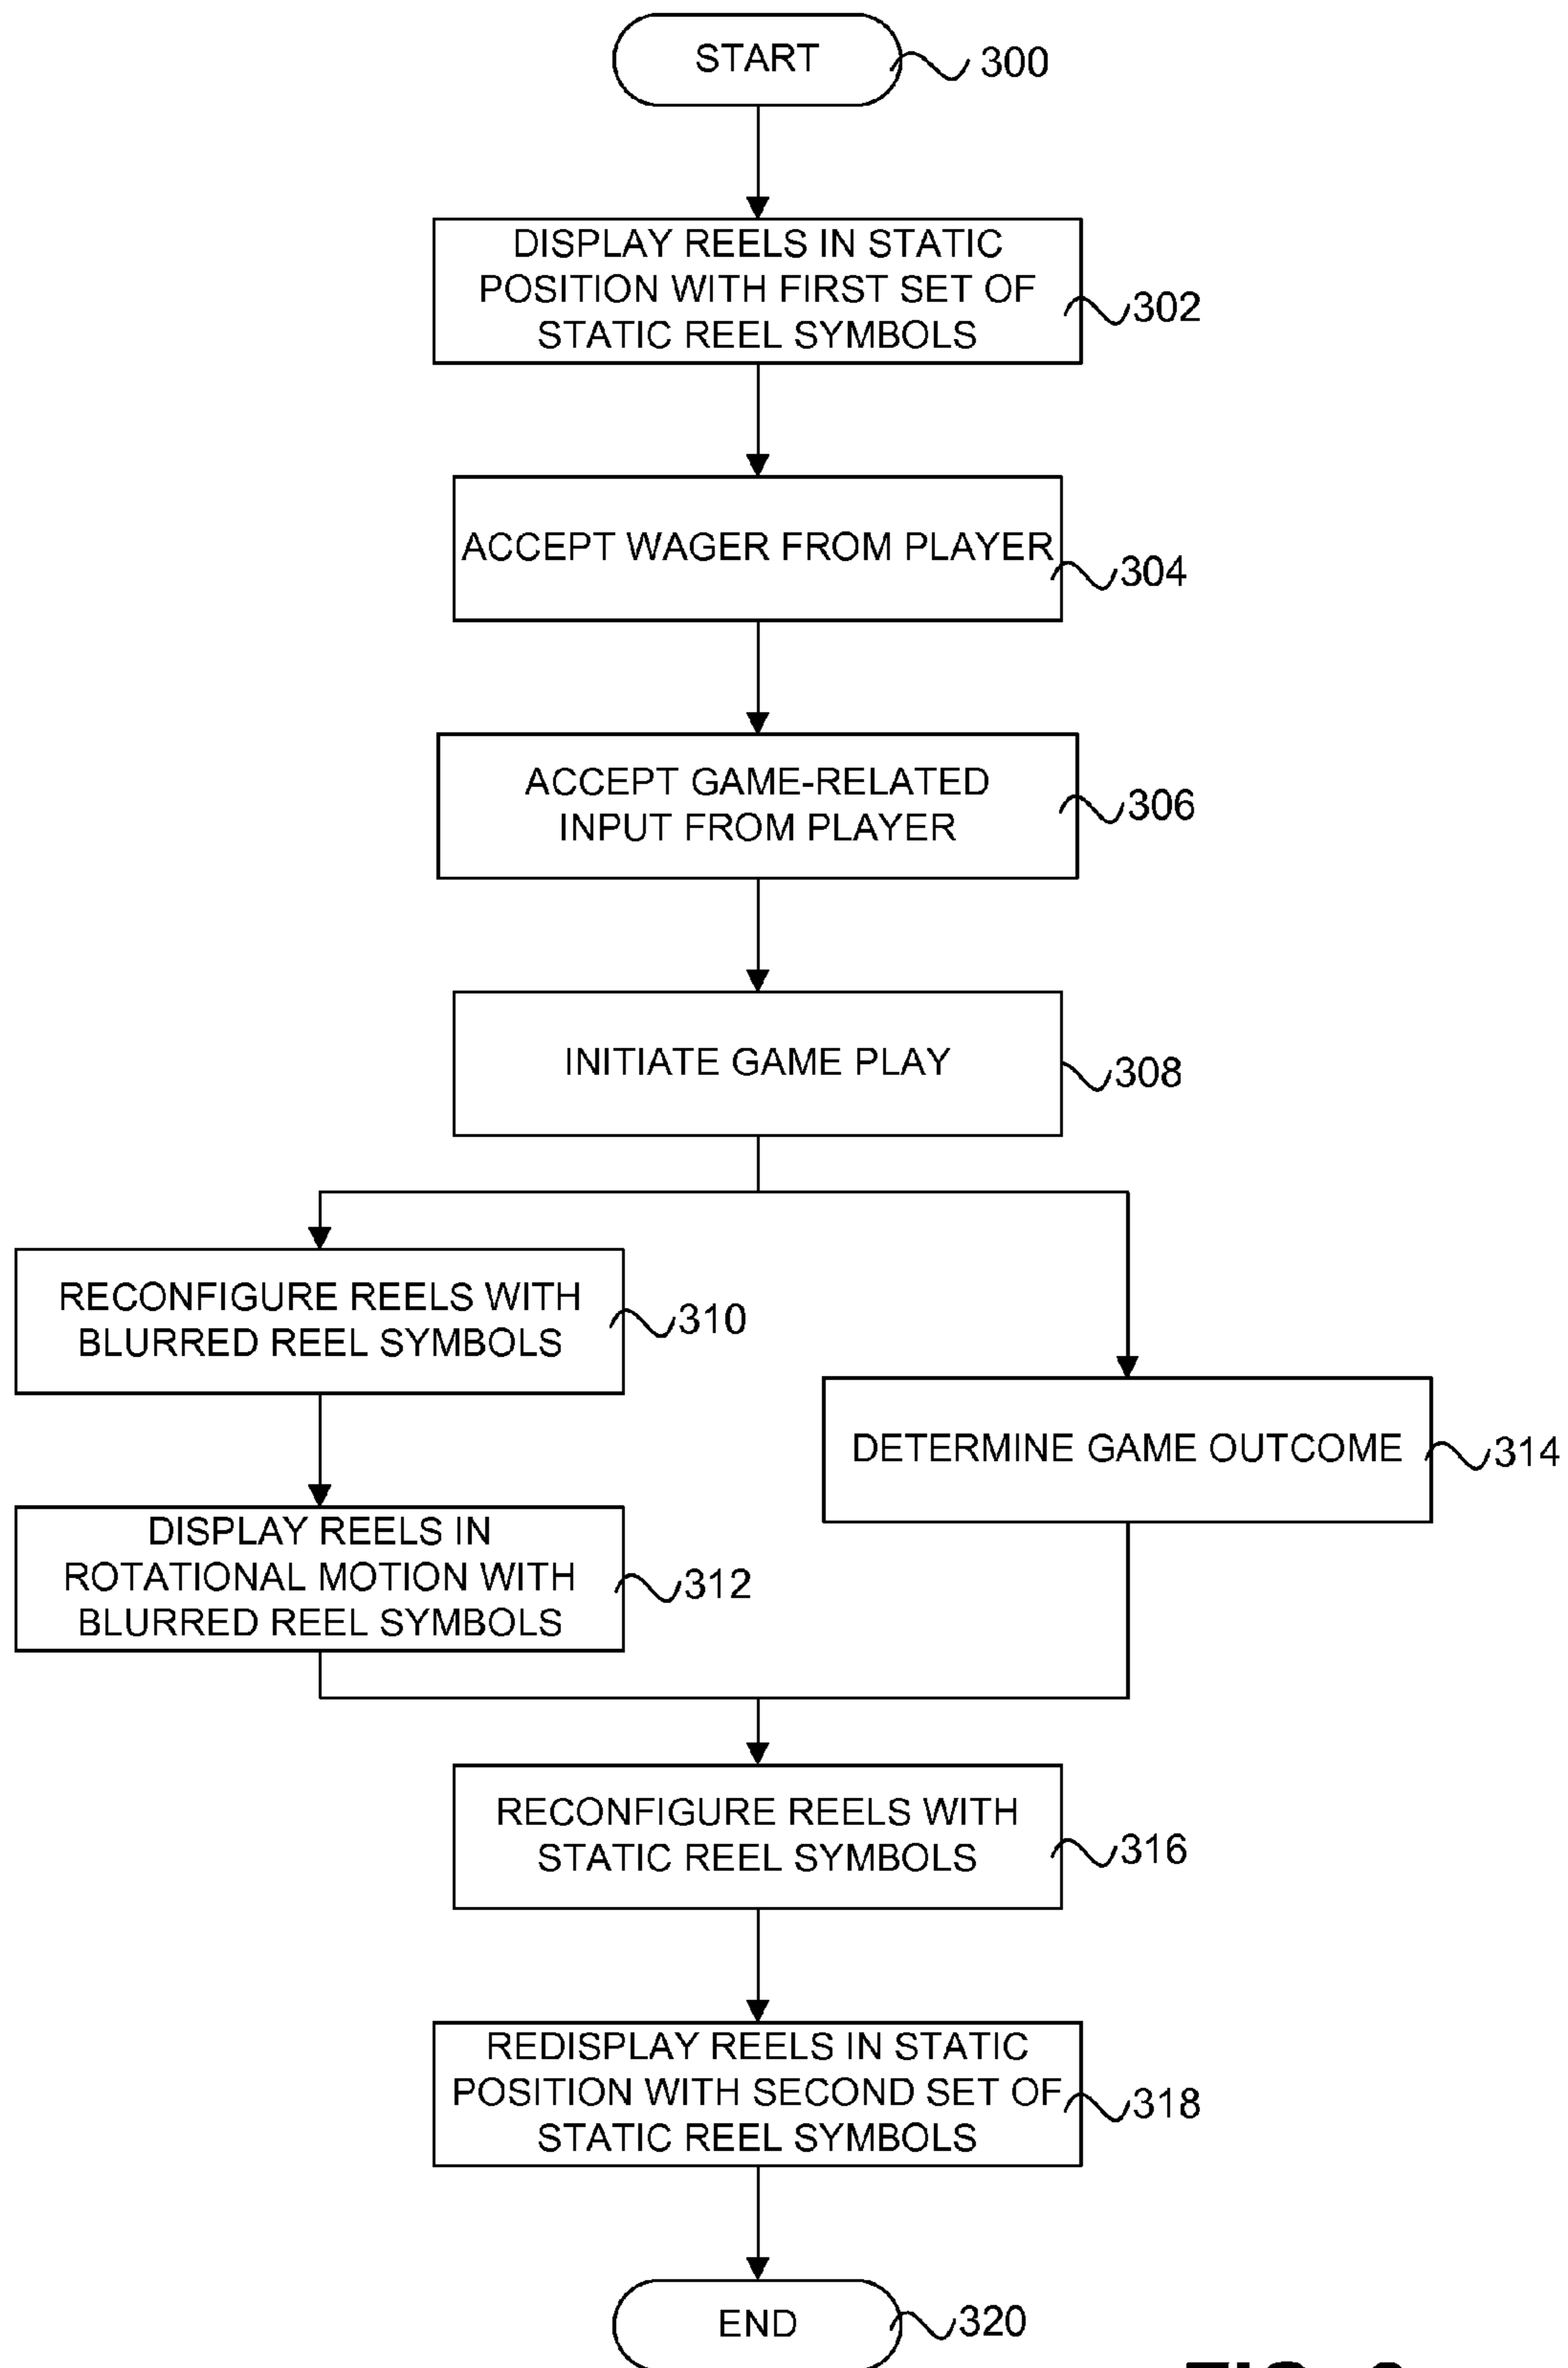 START
300
DISPLAY REELS IN STATIC
POSITION WITH FIRST SET OF
STATIC REEL SYMBOLS
302
ACCEPT WAGER FROM PLAYER
304
ACCEPT GAME-RELATED
INPUT FROM PLAYER
306
INITIATE GAME PLAY
308
RECONFIGURE REELS WITH
BLURRED REEL SYMBOLS
310
DETERMINE GAME OUTCOME
314
DISPLAY REELS IN
ROTATIONAL MOTION WITH
BLURRED REEL SYMBOLS
312
RECONFIGURE REELS WITH
STATIC REEL SYMBOLS
316
REDISPLAY REELS IN STATIC
POSITION WITH SECOND SET OF
STATIC REEL SYMBOLS
318
END
320